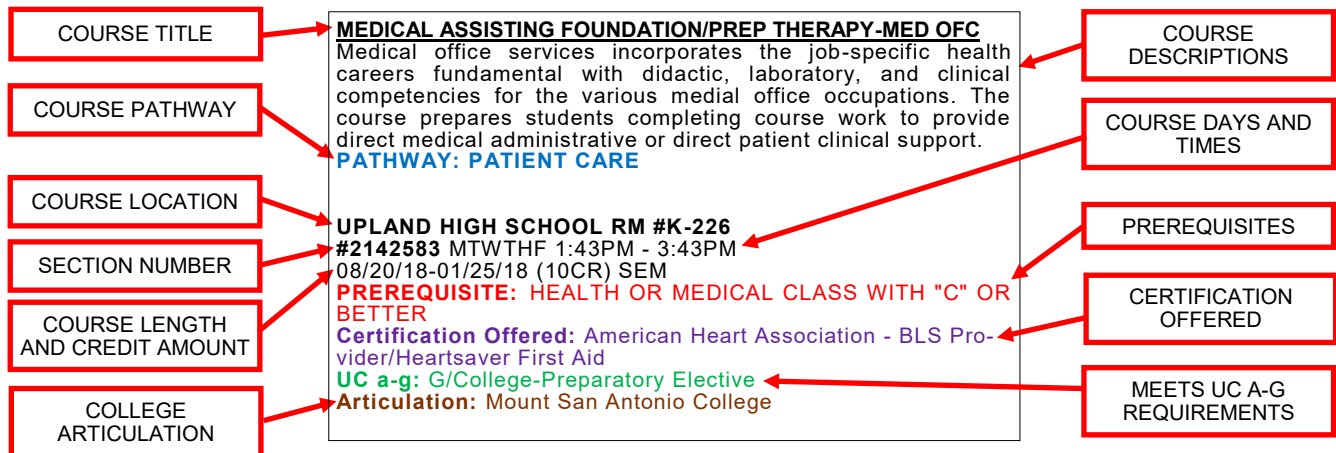 COURSE TITLE
COURSE PATHWAY
COURSE LOCATION
SECTION NUMBER
COURSE LENGTH
AND CREDIT AMOUNT
COLLEGE
ARTICULATION
MEDICAL ASSISTING FOUNDATION/PREP THERAPY-MED OFC
Medical office services incorporates the job-specific health
careers fundamental with didactic, laboratory, and clinical
competencies for the various medial office occupations. The
course prepares students completing course work to provide
direct medical administrative or direct patient clinical support.
PATHWAY: PATIENT CARE
UPLAND HIGH SCHOOL RM #K-226
#2142583 MTWTHF 1:43PM - 3:43PM
08/20/18-01/25/18 (10CR) SEM
PREREQUISITE: HEALTH OR MEDICAL CLASS WITH "C" OR
BETTER
Certification Offered: American Heart Association - BLS Pro-
vider/Heartsaver First Aid
UC a-g: G/College-Preparatory Elective
Articulation: Mount San Antonio College
COURSE
DESCRIPTIONS
COURSE DAYS AND
TIMES
PREREQUISITES
CERTIFICATION
OFFERED
MEETS UC A-G
REQUIREMENTS